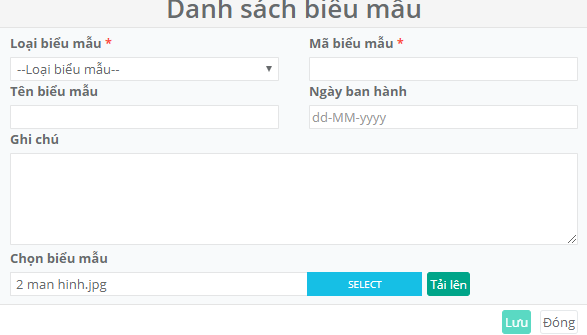 Danh sách biểu mẫu
Loại biểu mẫu * Mã biểu mẫu *
--Loại biểu mẫu--
Tên biểu mẫu Ngày ban hành
dd-MM-yyyy
Ghi chú
Chọn biểu mẫu
2 man hinh.jpg SELECT Tải lên
Lưu Đóng